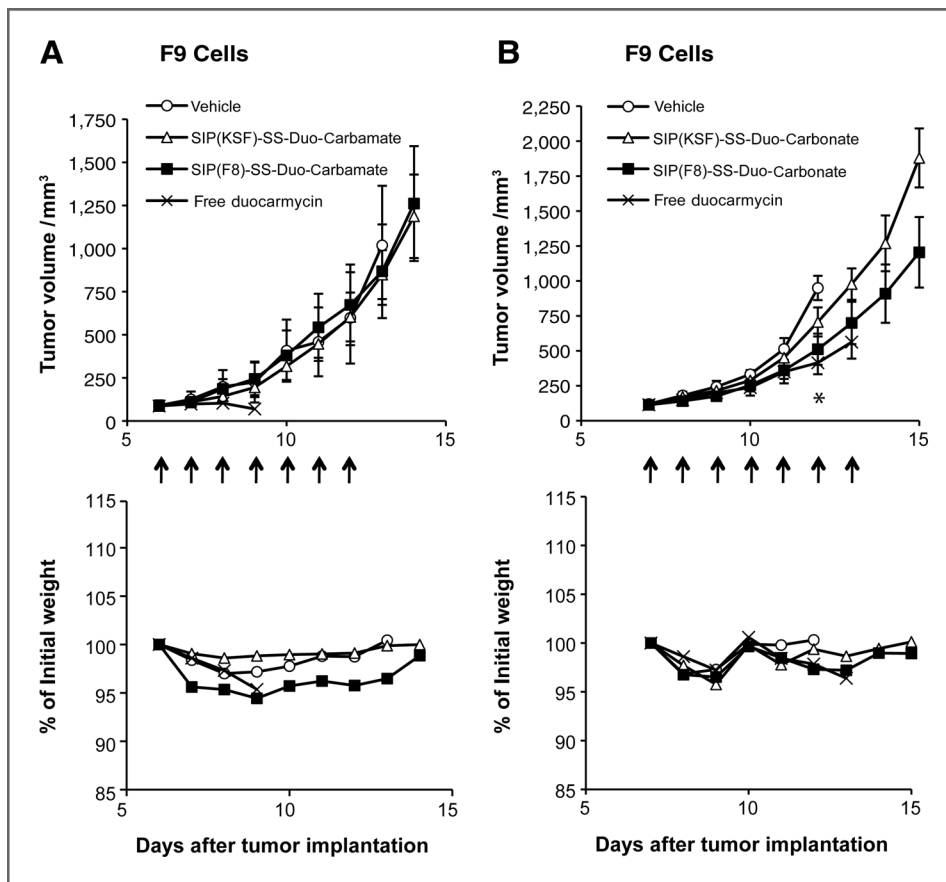 A F9 Cells
Vehicle
SIP(KSF)-SS-Duo-Carbamate
SIP(F8)-SS-Duo-Carbamate
Free duocarmycin
Tumor volume /mm³
1,750
1,500
1,250
1,000
750
500
250
0
5 10 15
115
110
105
100
95
90
85
% of Initial weight
5 10 15
Days after tumor implantation
B F9 Cells
Vehicle
SIP(KSF)-SS-Duo-Carbonate
SIP(F8)-SS-Duo-Carbonate
Free duocarmycin
Tumor volume /mm³
2,250
2,000
1,750
1,500
1,250
1,000
750
500
250
0
*
5 10 15
115
110
105
100
95
90
85
% of Initial weight
5 10 15
Days after tumor implantation